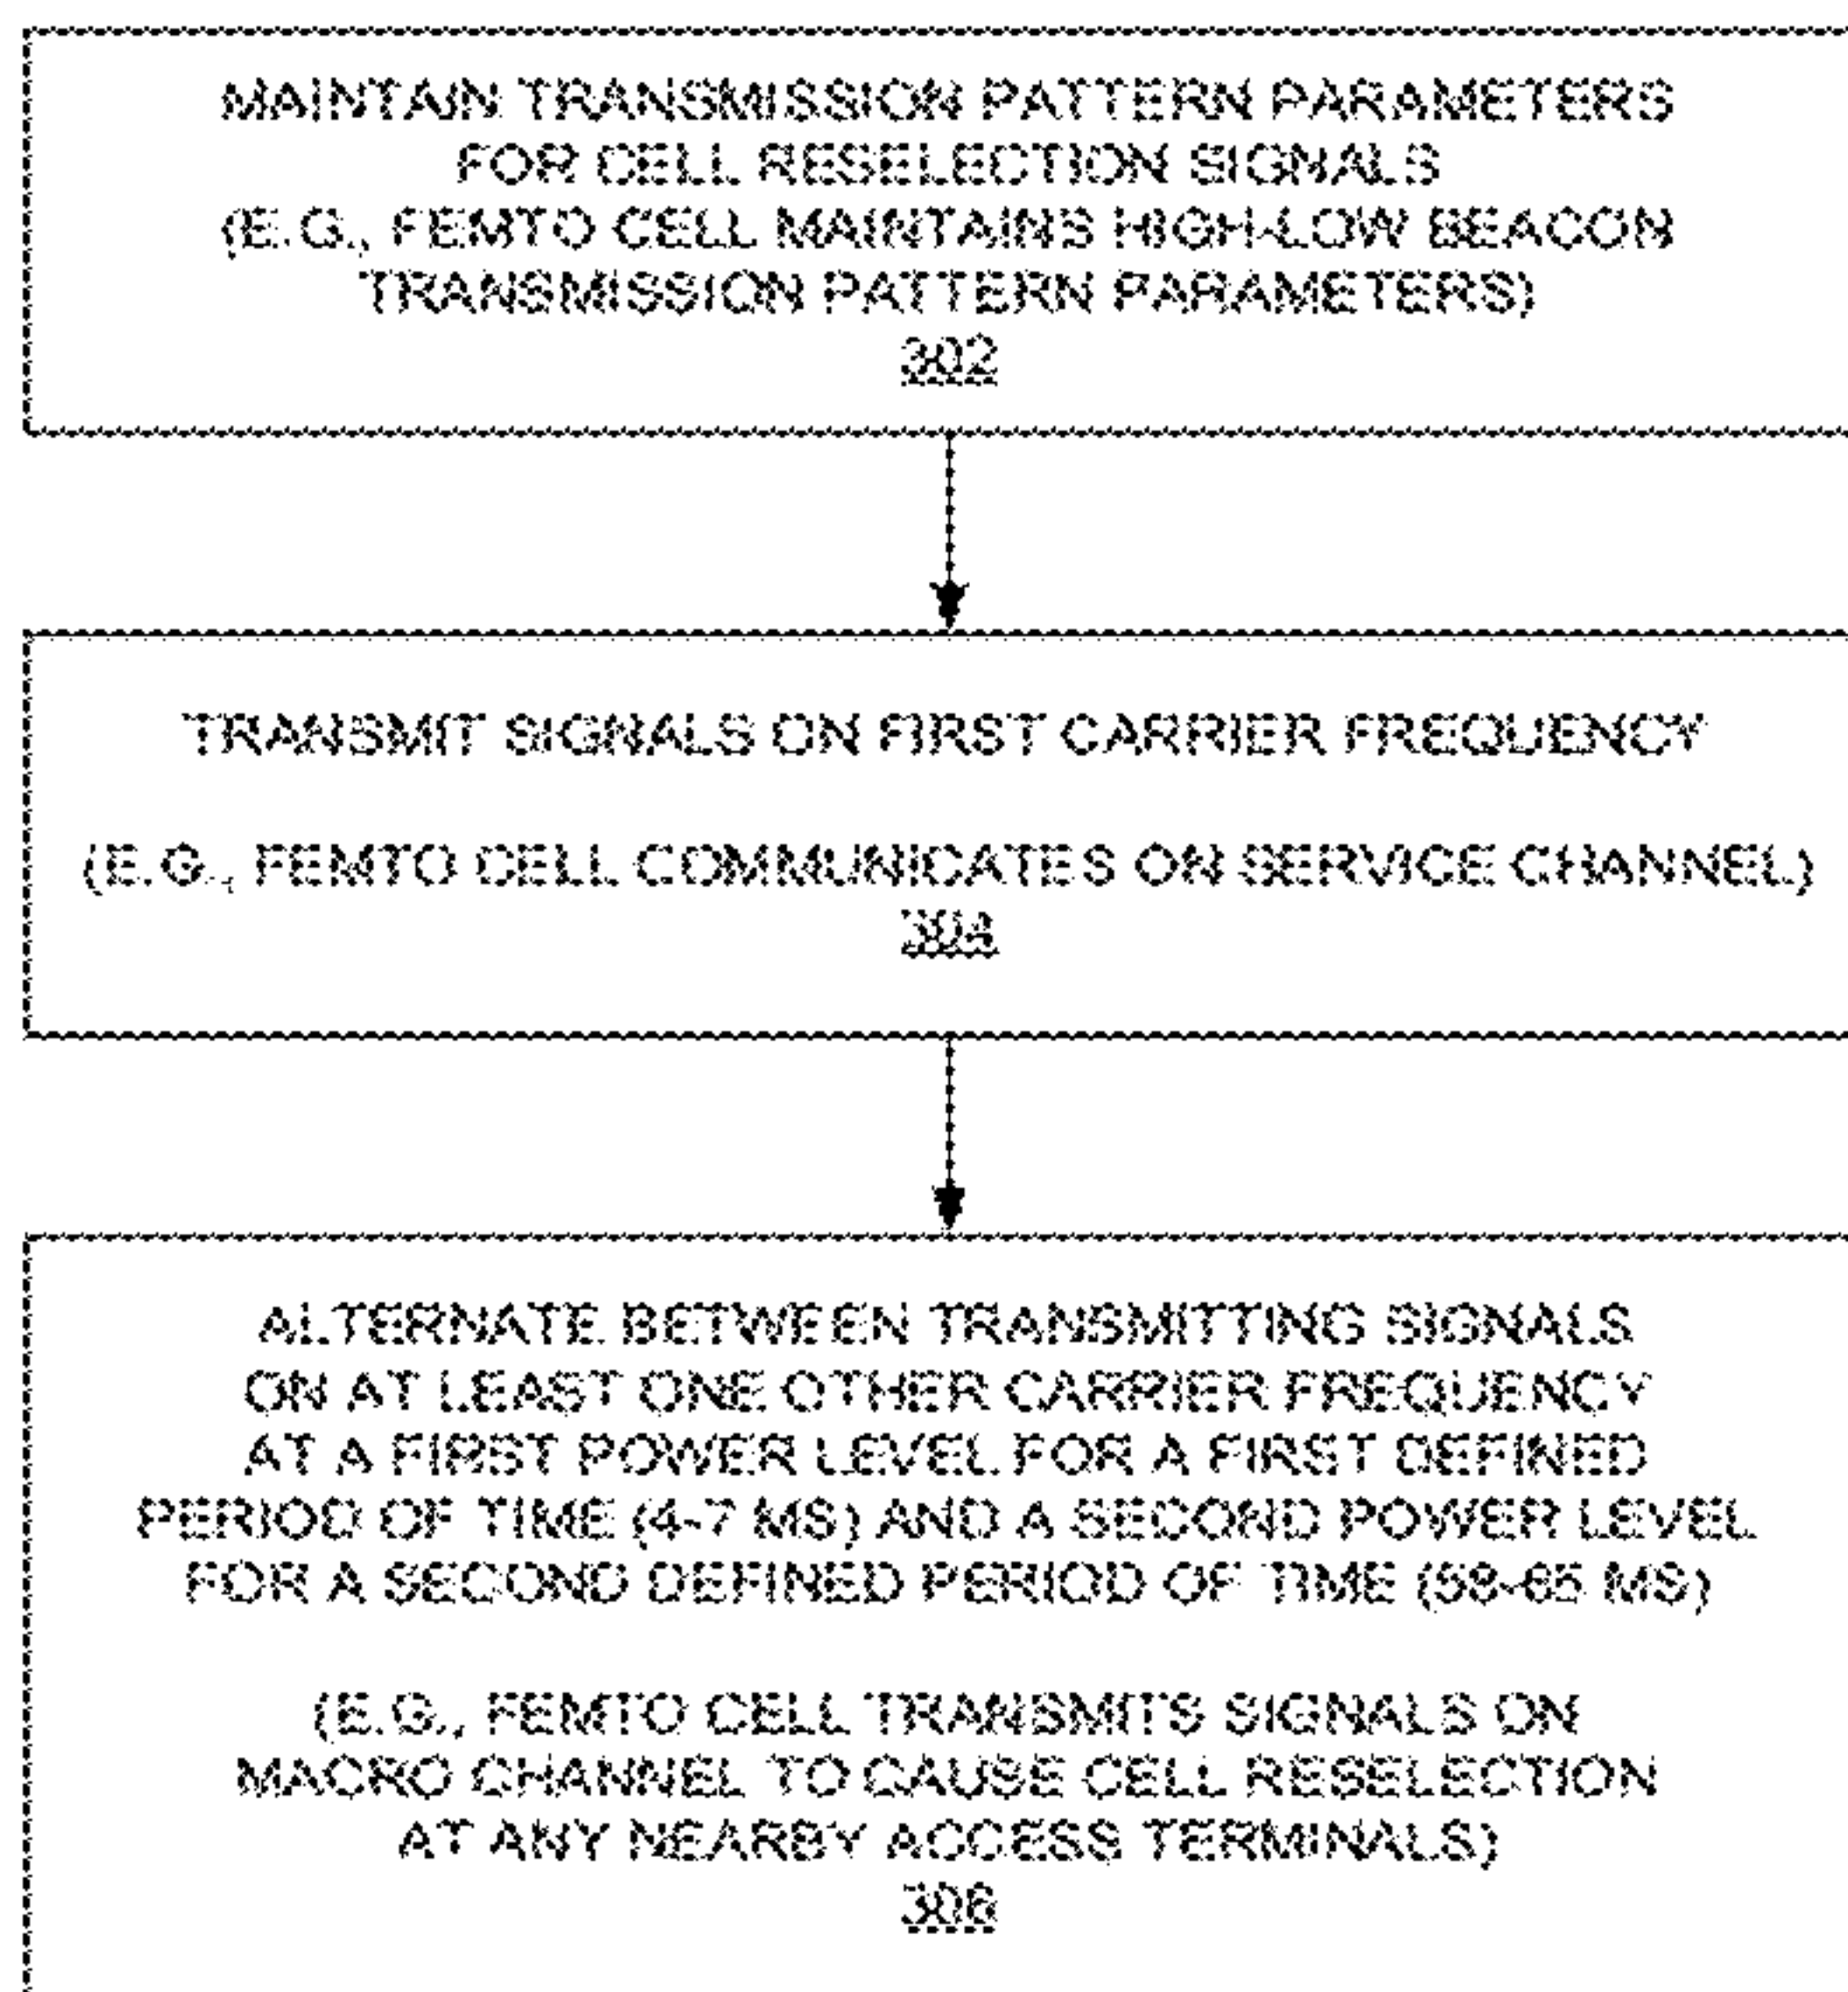 MAINTAIN TRANSMISSION PATTERN PARAMETERS
FOR CELL RESELECTION SIGNALS
(E.G., FEMTO CELL MAINTAINS HIGH-LOW BEACON
TRANSMISSION PATTERN PARAMETERS)
302
TRANSMIT SIGNALS ON FIRST CARRIER FREQUENCY
(E.G., FEMTO CELL COMMUNICATES ON SERVICE CHANNEL)
304
ALTERNATE BETWEEN TRANSMITTING SIGNALS
ON AT LEAST ONE OTHER CARRIER FREQUENCY
AT A FIRST POWER LEVEL FOR A FIRST DEFINED
PERIOD OF TIME (4-7 MS) AND A SECOND POWER LEVEL
FOR A SECOND DEFINED PERIOD OF TIME (58-65 MS)
(E.G., FEMTO CELL TRANSMITS SIGNALS ON
MACRO CHANNEL TO CAUSE CELL RESELECTION
AT ANY NEARBY ACCESS TERMINALS)
306